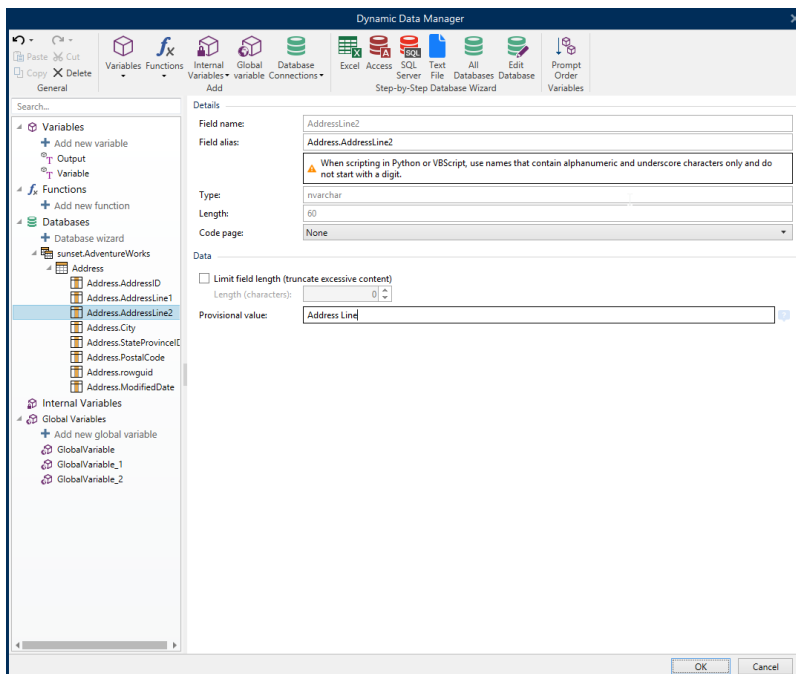 Dynamic Data Manager
Paste Cut
Copy Delete
General
Variables Functions
Internal Variables
Global variable
Database Connections
Add
Excel Access SQL Server Text File All Databases Edit Database
Step-by-Step Database Wizard
Prompt Order
Variables
Search...
Variables
Add new variable
Output
Variable
Functions
Add new function
Databases
Database wizard
sunset.AdventureWorks
Address
Address.AddressID
Address.AddressLine1
Address.AddressLine2
Address.City
Address.StateProvinceID
Address.PostalCode
Address.rowguid
Address.ModifiedDate
Internal Variables
Global Variables
Add new global variable
GlobalVariable
GlobalVariable_1
GlobalVariable_2
Details
Field name: AddressLine2
Field alias: Address.AddressLine2
When scripting in Python or VBScript, use names that contain alphanumeric and underscore characters only and do
not start with a digit.
Type: nvarchar
Length: 60
Code page: None
Data
Limit field length (truncate excessive content)
Length (characters): 0
Provisional value: Address Line
OK Cancel